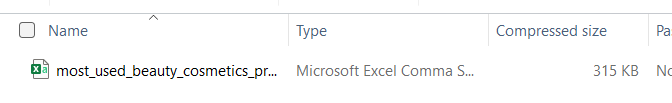 Name Type Compressed size Pa
most_used_beauty_cosmetics_pr... Microsoft Excel Comma S... 315 KB No